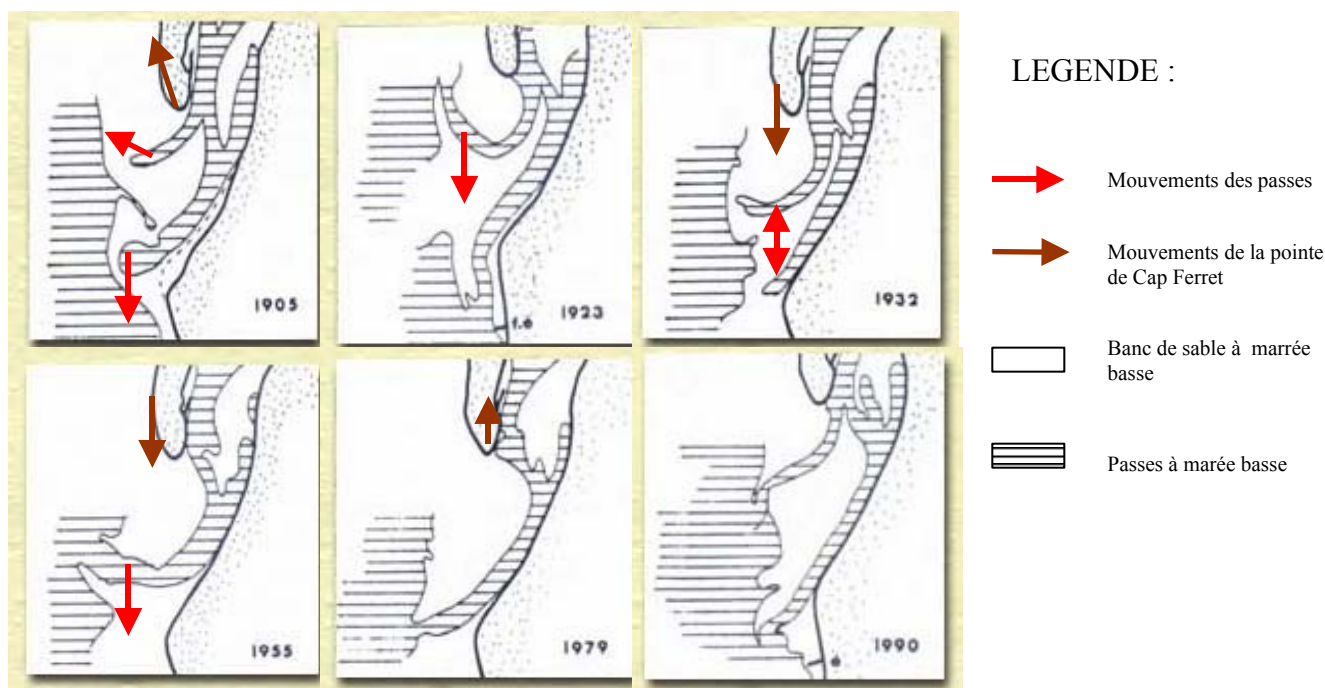 LEGENDE :
Mouvements des passes
Mouvements de la pointe
de Cap Ferret
Banc de sable à marrée
basse
Passes à marée basse
1905
f.é
1923
1932
1955
1979
é
1990